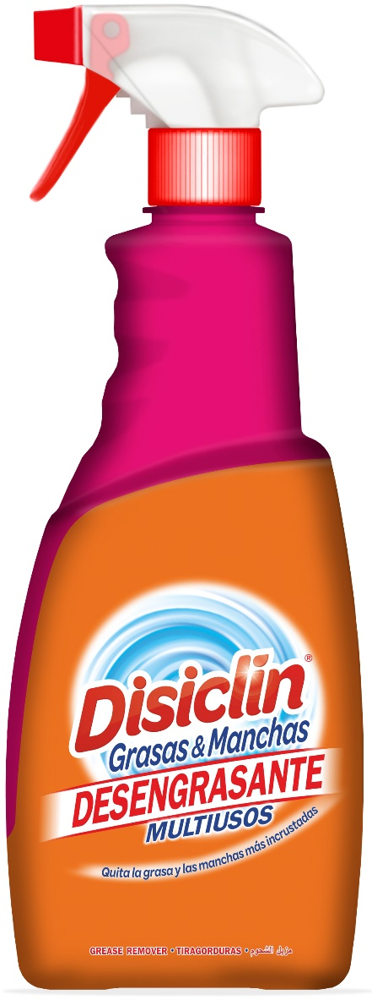 Disiclin®
Grasas & Manchas
DESENGRASANTE
MULTIUSOS
Quita la grasa y las manchas más incrustadas
GREASE REMOVER • TIRAGORDURAS • مزيل الشحوم